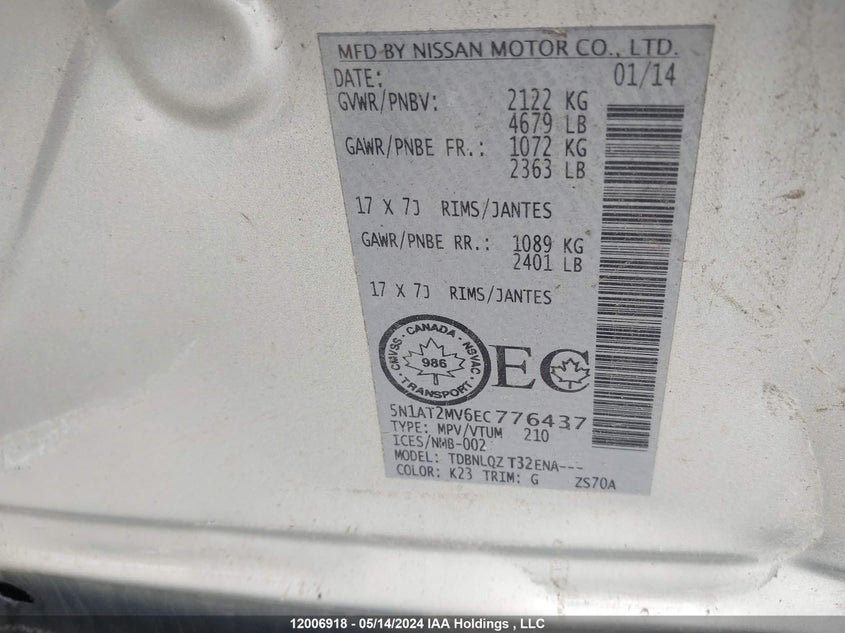 MFD BY NISSAN MOTOR CO., LTD.
DATE: 01/14
GVWR/PNBV: 2122 KG
4679 LB
GAWR/PNBE FR.: 1072 KG
2363 LB
17 X 7J RIMS/JANTES
GAWR/PNBE RR.: 1089 KG
2401 LB
17 X 7J RIMS/JANTES
CMVSS · CANADA · NSVAC · TRANSPORT ·
986
EC
5N1AT2MV6EC776437
TYPE: MPV/VTUM 210
ICES/NMB-002
MODEL: TDBNLQZ T32ENA---
COLOR: K23 TRIM: G ZS70A
12006918 - 05/14/2024 IAA Holdings , LLC